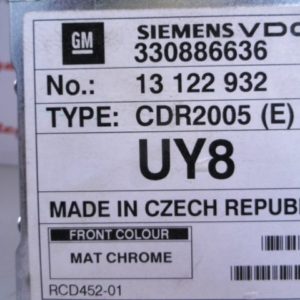 GM
SIEMENS VDO
330886636
No.: 13 122 932
TYPE: CDR2005 (E)
UY8
MADE IN CZECH REPUB
FRONT COLOUR
MAT CHROME
RCD452-01